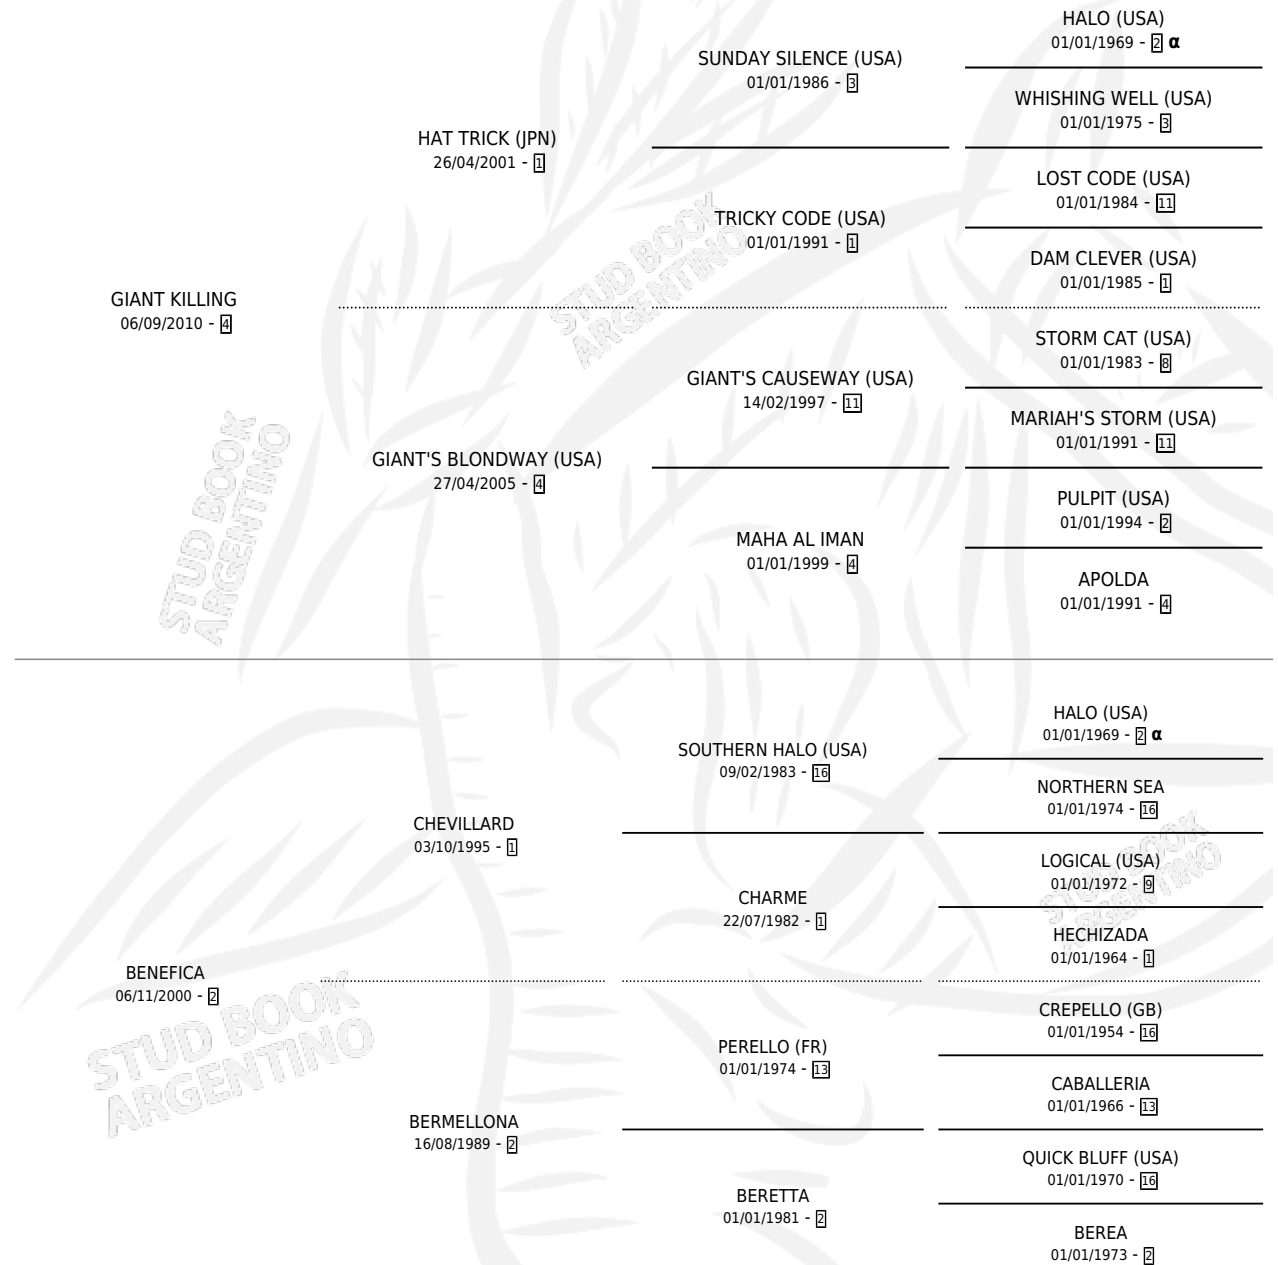 HALO (USA)
01/01/1969 - 2 α
SUNDAY SILENCE (USA)
01/01/1986 - 3
WHISHING WELL (USA)
01/01/1975 - 3
HAT TRICK (JPN)
26/04/2001 - 1
LOST CODE (USA)
01/01/1984 - 11
TRICKY CODE (USA)
01/01/1991 - 1
DAM CLEVER (USA)
01/01/1985 - 1
GIANT KILLING
06/09/2010 - 4
STORM CAT (USA)
01/01/1983 - 8
GIANT'S CAUSEWAY (USA)
14/02/1997 - 11
MARIAH'S STORM (USA)
01/01/1991 - 11
GIANT'S BLONDWAY (USA)
27/04/2005 - 4
PULPIT (USA)
01/01/1994 - 2
MAHA AL IMAN
01/01/1999 - 4
APOLDA
01/01/1991 - 4
STUD BOOK
ARGENTINO
STUD BOOK
ARGENTINO
HALO (USA)
01/01/1969 - 2 α
SOUTHERN HALO (USA)
09/02/1983 - 16
NORTHERN SEA
01/01/1974 - 16
CHEVILLARD
03/10/1995 - 1
LOGICAL (USA)
01/01/1972 - 9
CHARME
22/07/1982 - 1
HECHIZADA
01/01/1964 - 1
BENEFICA
06/11/2000 - 2
CREPELLO (GB)
01/01/1954 - 16
PERELLO (FR)
01/01/1974 - 13
CABALLERIA
01/01/1966 - 13
BERMELLONA
16/08/1989 - 2
QUICK BLUFF (USA)
01/01/1970 - 16
BERETTA
01/01/1981 - 2
BEREA
01/01/1973 - 2
STUD BOOK
ARGENTINO
STUD BOOK
ARGENTINO